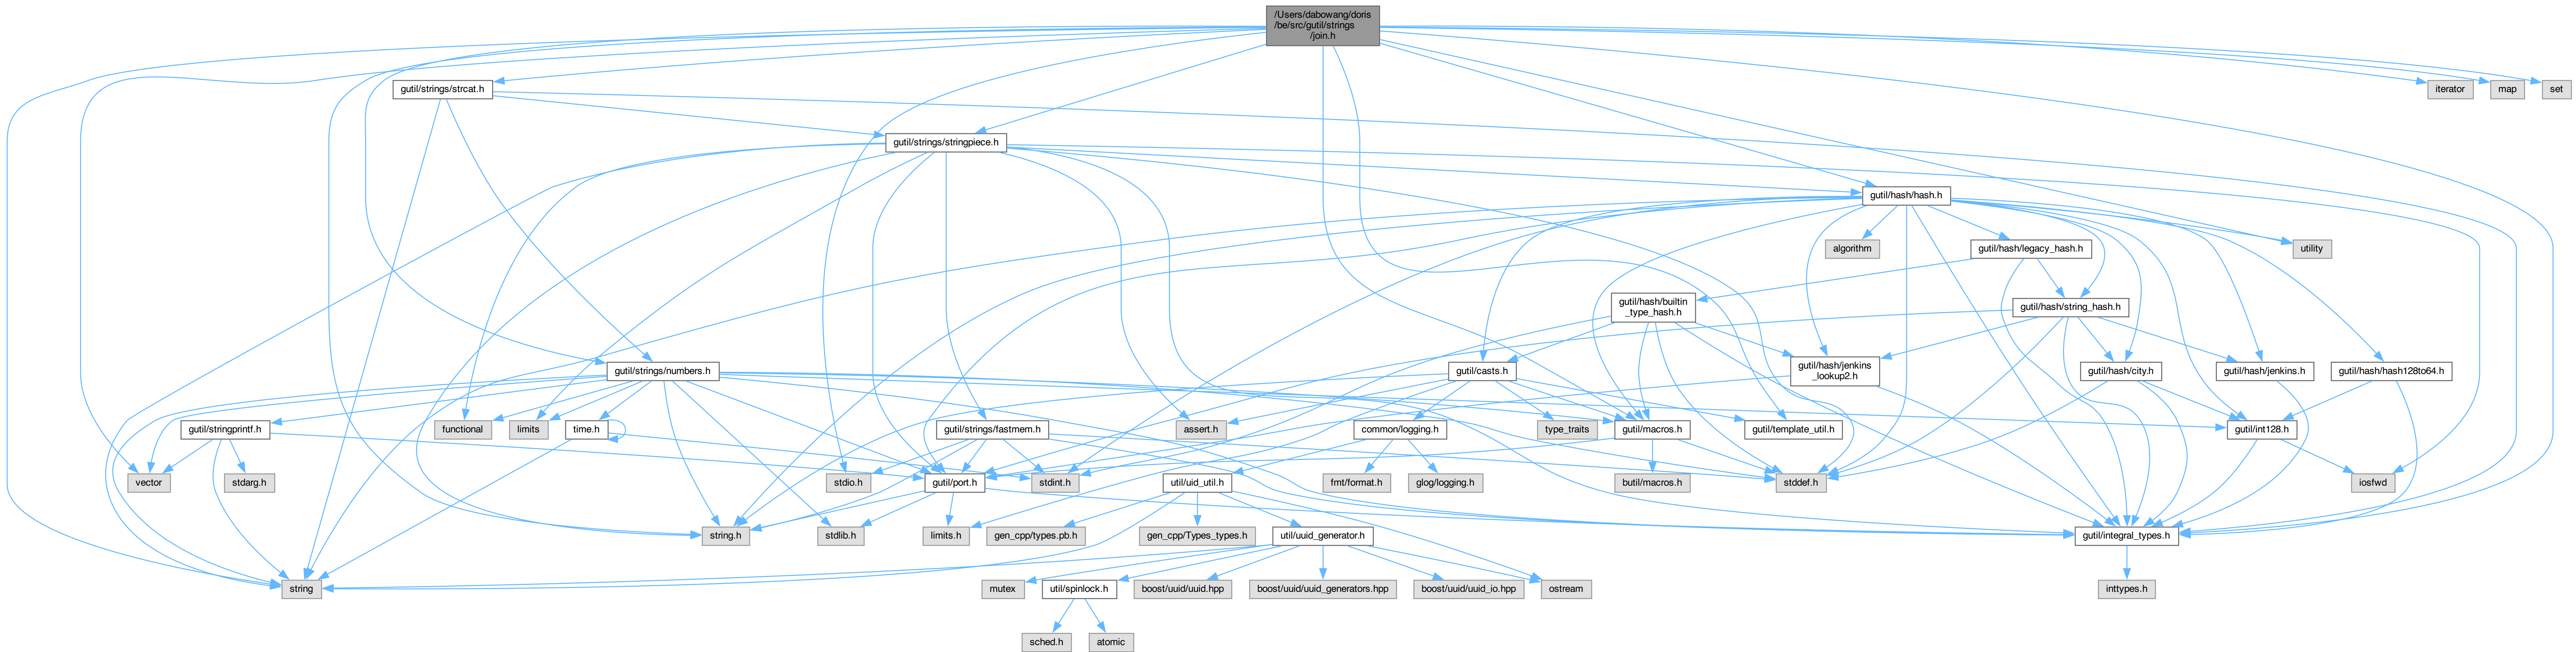 /Users/dabowang/doris
/be/src/gutil/strings
/join.h
gutil/strings/strcat.h
iterator
map
set
gutil/strings/stringpiece.h
gutil/hash/hash.h
algorithm
gutil/hash/legacy_hash.h
utility
gutil/hash/builtin
_type_hash.h
gutil/hash/string_hash.h
gutil/strings/numbers.h
gutil/casts.h
gutil/hash/jenkins
_lookup2.h
gutil/hash/city.h
gutil/hash/jenkins.h
gutil/hash/hash128to64.h
gutil/stringprintf.h
functional
limits
time.h
gutil/strings/fastmem.h
assert.h
common/logging.h
type_traits
gutil/macros.h
gutil/template_util.h
gutil/int128.h
vector
stdarg.h
stdio.h
gutil/port.h
stdint.h
util/uid_util.h
fmt/format.h
glog/logging.h
butil/macros.h
stddef.h
iosfwd
string.h
stdlib.h
limits.h
gen_cpp/types.pb.h
gen_cpp/Types_types.h
util/uuid_generator.h
gutil/integral_types.h
string
mutex
util/spinlock.h
boost/uuid/uuid.hpp
boost/uuid/uuid_generators.hpp
boost/uuid/uuid_io.hpp
ostream
inttypes.h
sched.h
atomic